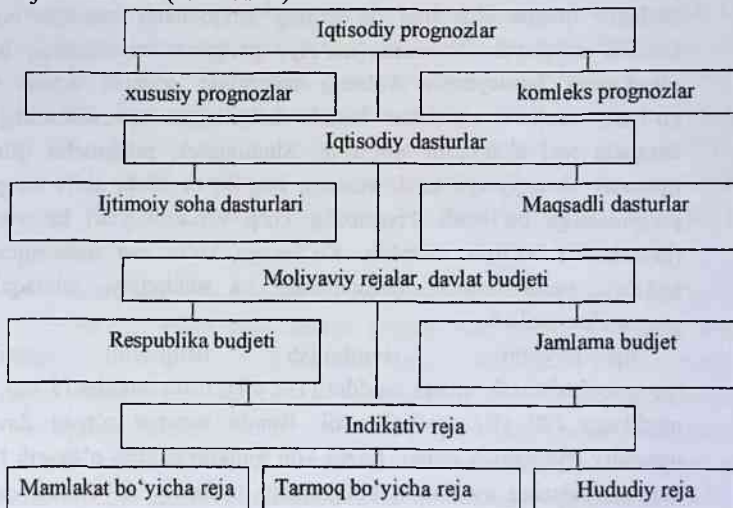 Iqtisodiy prognozlar
xususiy prognozlar
komleks prognozlar
Iqtisodiy dasturlar
Ijtimoiy soha dasturlari
Maqsadli dasturlar
Moliyaviy rejalar, davlat budjeti
Respublika budjeti
Jamlama budjet
Indikativ reja
Mamlakat bo‘yicha reja
Tarmoq bo‘yicha reja
Hududiy reja